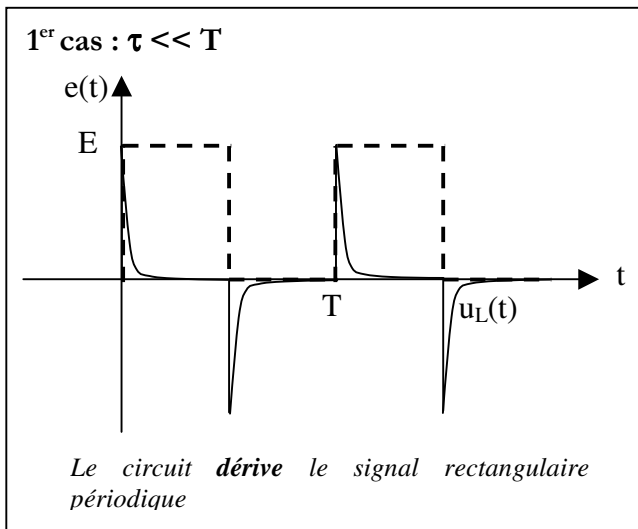 1er cas : τ << T
e(t)
E
t
T
uL(t)
Le circuit dérive le signal rectangulaire
périodique